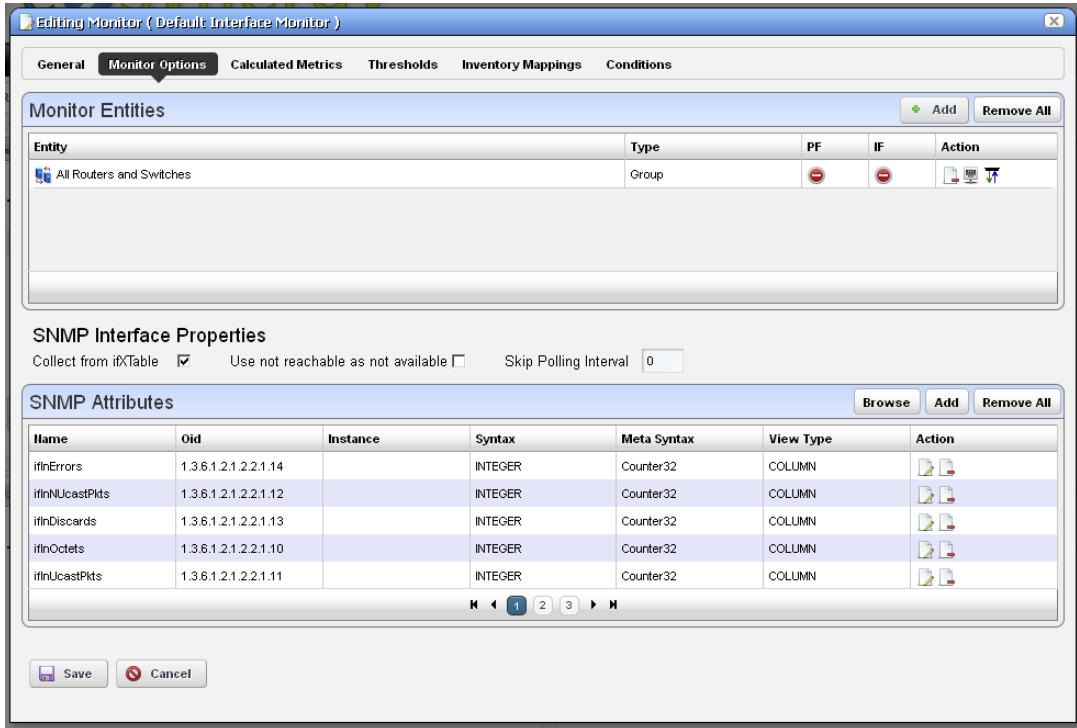 Editing Monitor ( Default Interface Monitor )
General Monitor Options Calculated Metrics Thresholds Inventory Mappings Conditions
Monitor Entities Add Remove All
Entity Type PF IF Action
All Routers and Switches Group
SNMP Interface Properties
Collect from ifXTable Use not reachable as not available Skip Polling Interval 0
SNMP Attributes Browse Add Remove All
Name Oid Instance Syntax Meta Syntax View Type Action
ifInErrors 1.3.6.1.2.1.2.2.1.14 INTEGER Counter32 COLUMN
ifInNUcastPkts 1.3.6.1.2.1.2.2.1.12 INTEGER Counter32 COLUMN
ifInDiscards 1.3.6.1.2.1.2.2.1.13 INTEGER Counter32 COLUMN
ifInOctets 1.3.6.1.2.1.2.2.1.10 INTEGER Counter32 COLUMN
ifInUcastPkts 1.3.6.1.2.1.2.2.1.11 INTEGER Counter32 COLUMN
1 2 3
Save Cancel